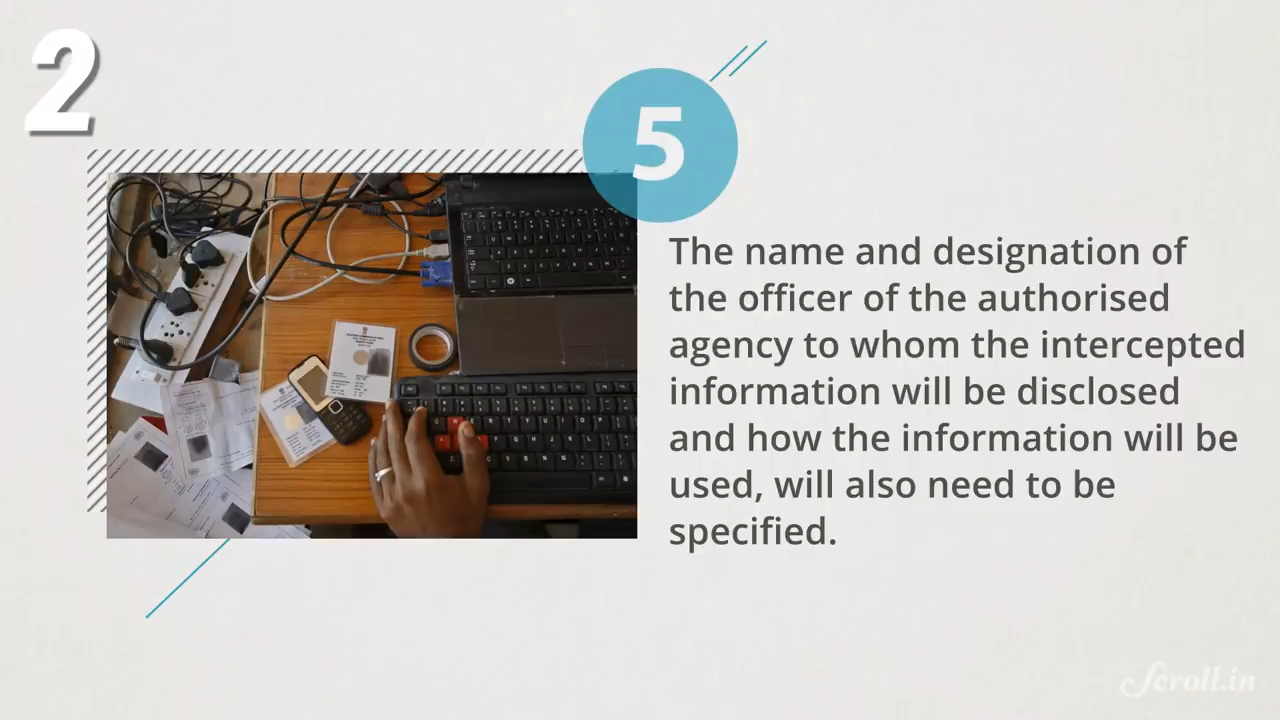 2
5
The name and designation of
the officer of the authorised
agency to whom the intercepted
information will be disclosed
and how the information will be
used, will also need to be
specified.
Scroll.in